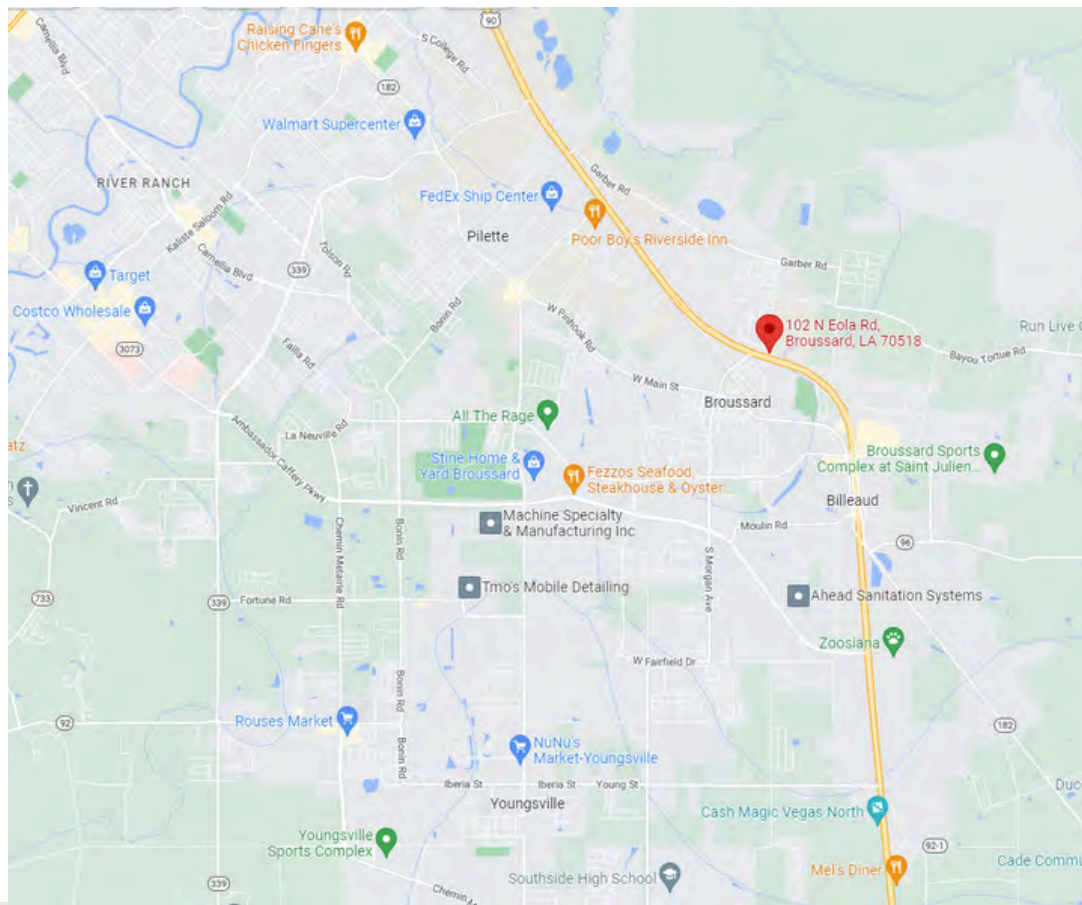 90
Camellia Blvd
Raising Cane's
Chicken Fingers
S College Rd
182
Walmart Supercenter
RIVER RANCH
Garber Rd
FedEx Ship Center
Kaliste Saloom Rd
Poor Boy's Riverside Inn
Pilette
Tolson Rd
Camellia Blvd
339
Garber Rd
Target
Costco Wholesale
Bonin Rd
W Pinhook Rd
102 N Eola Rd,
Broussard, LA 70518
Run Live O
3073
Failla Rd
Bayou Tortue Rd
W Main St
Broussard
All The Rage
Ambassador Caffery Pkwy
La Neuville Rd
atz
Stine Home &
Yard Broussard
Fezzos Seafood,
Steakhouse & Oyster...
Broussard Sports
Complex at Saint Julien...
Billeaud
Vincent Rd
Chemin Metairie Rd
Bonin Rd
Machine Specialty
& Manufacturing Inc
Moulin Rd
96
S Morgan Ave
733
339
Fortune Rd
Tmo's Mobile Detailing
Ahead Sanitation Systems
Zoosiana
W Fairfield Dr
Bonin Rd
92
Rouses Market
Bonin Rd
NuNu's
Market-Youngsville
182
Iberia St
Iberia St
Young St
Youngsville
Cash Magic Vegas North
Youngsville
Sports Complex
92-1
Mel's Diner
Cade Commu
339
Chemin Me
Southside High School